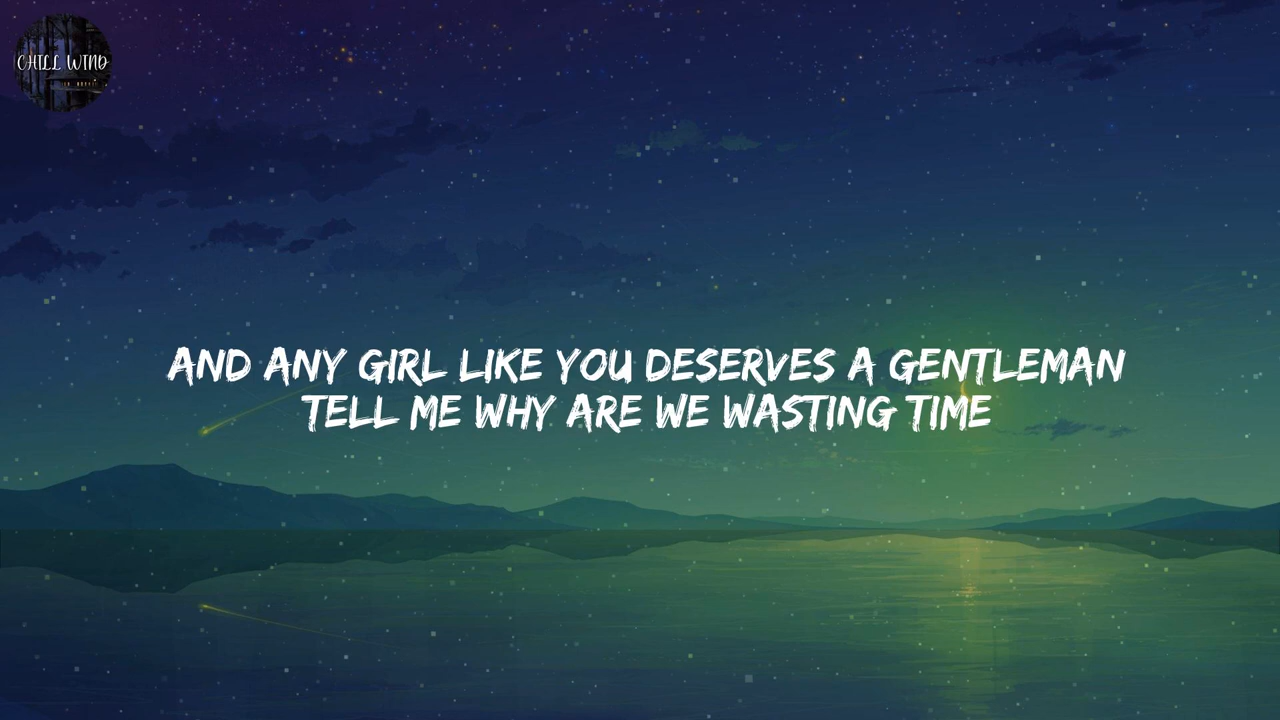 CHILL WIND
AND ANY GIRL LIKE YOU DESERVES A GENTLEMAN
TELL ME WHY ARE WE WASTING TIME